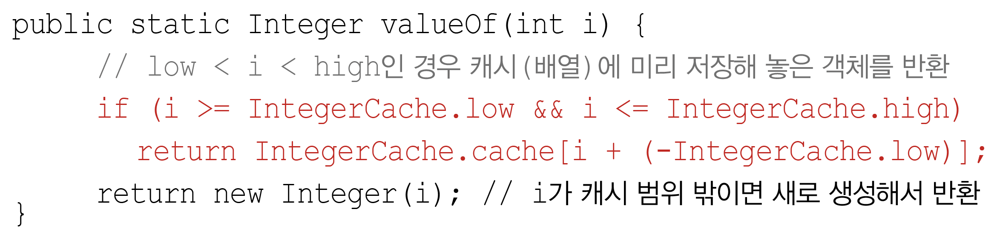 public static Integer valueOf(int i) {
// low < i < high인 경우 캐시(배열)에 미리 저장해 놓은 객체를 반환
if (i >= IntegerCache.low && i <= IntegerCache.high)
return IntegerCache.cache[i + (-IntegerCache.low)];
return new Integer(i); // i가 캐시 범위 밖이면 새로 생성해서 반환
}